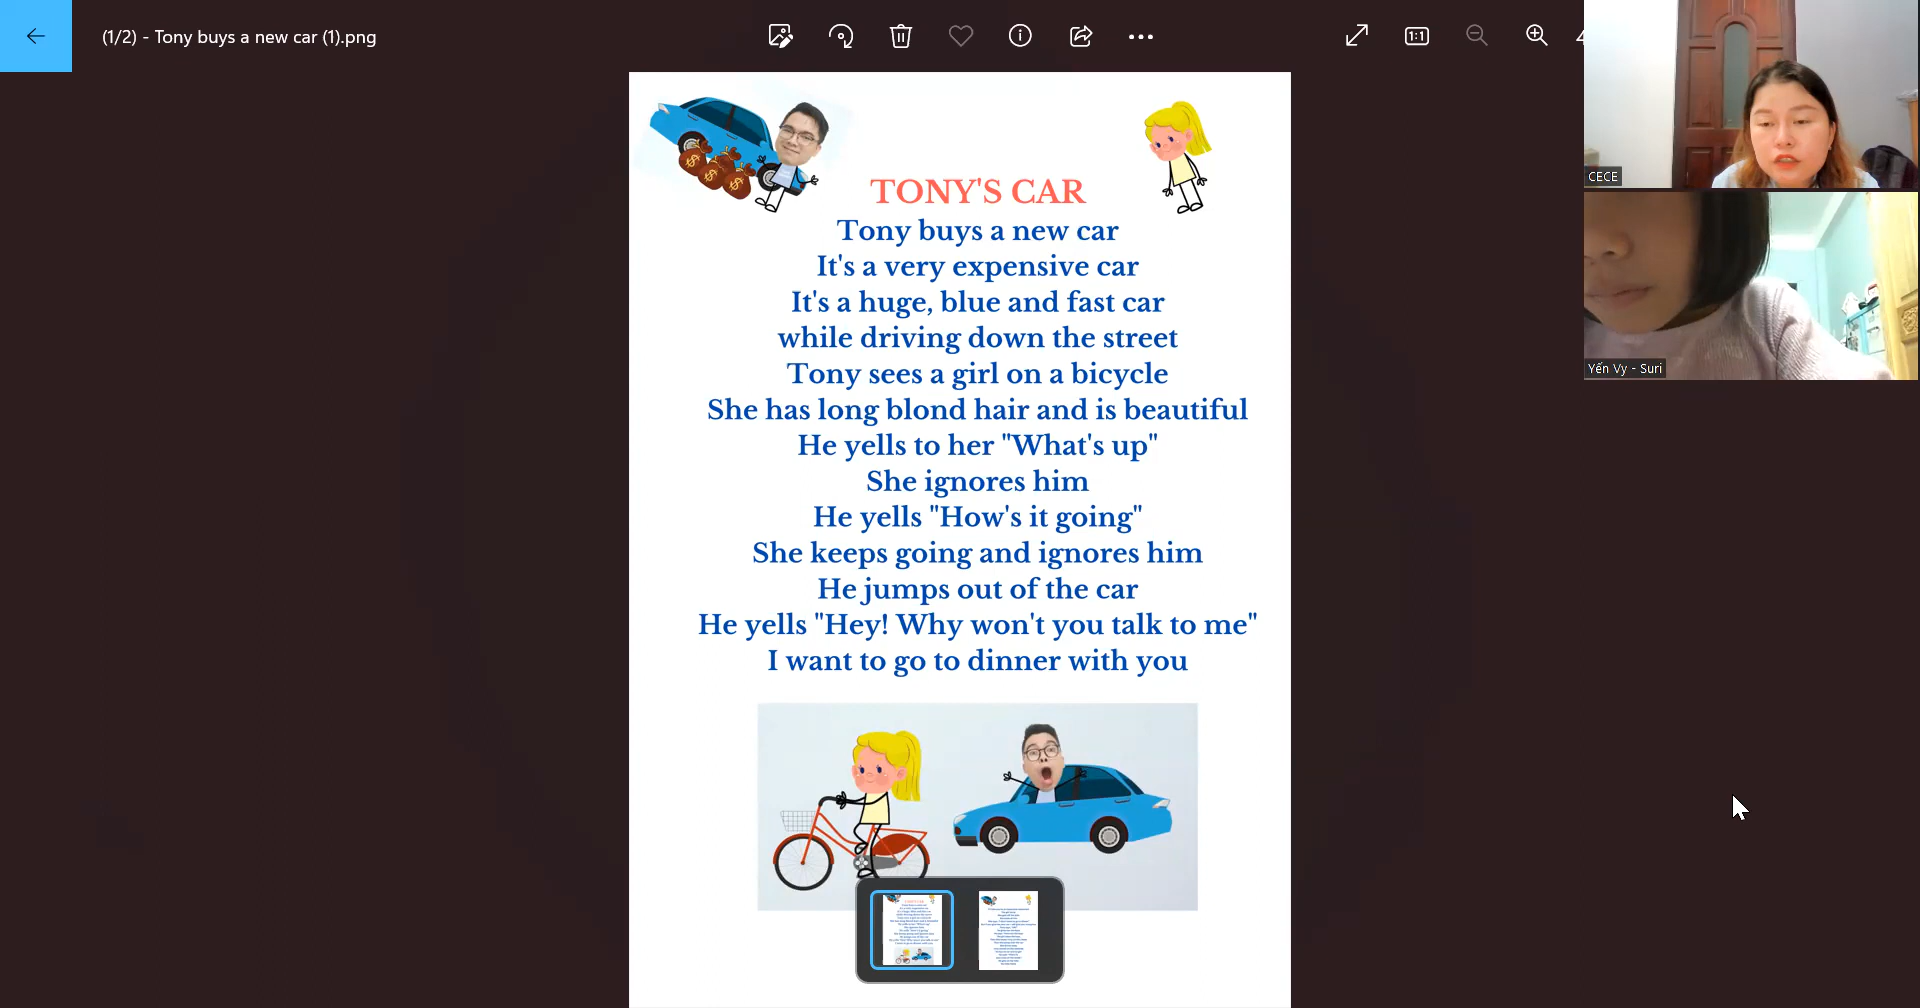 (1/2) - Tony buys a new car (1).png
1:1
CECE
Yến Vy - Suri
TONY'S CAR
Tony buys a new car
It's a very expensive car
It's a huge, blue and fast car
while driving down the street
Tony sees a girl on a bicycle
She has long blond hair and is beautiful
He yells to her "What's up"
She ignores him
He yells "How's it going"
She keeps going and ignores him
He jumps out of the car
He yells "Hey! Why won't you talk to me"
I want to go to dinner with you